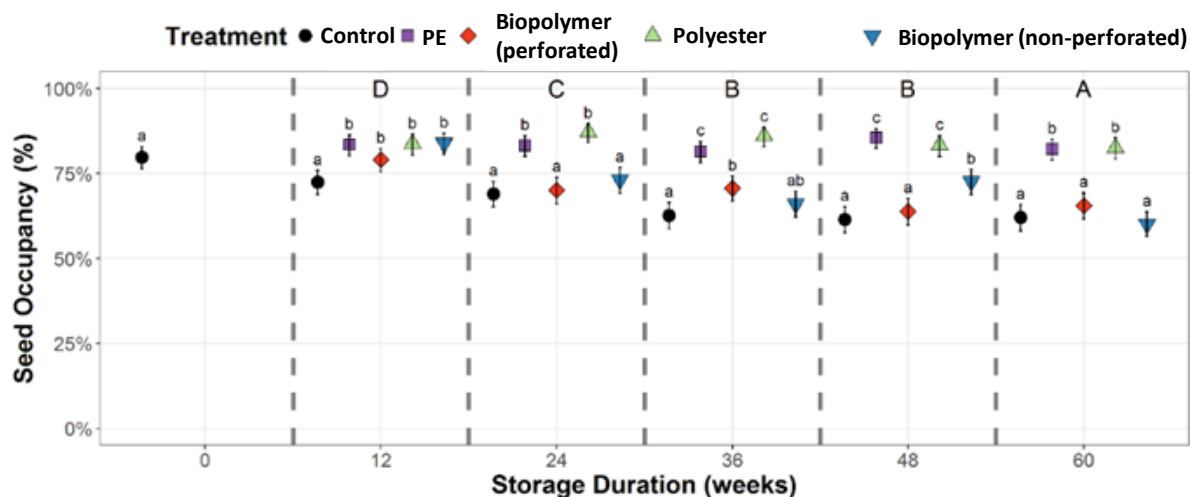 Treatment Control PE Biopolymer (perforated) Polyester Biopolymer (non-perforated)
D C B B A
100%
75%
50%
25%
0%
Seed Occupancy (%)
a
a b b b b
a b a b a
a c b c ab
a c a c b
a b a b a
0 12 24 36 48 60
Storage Duration (weeks)